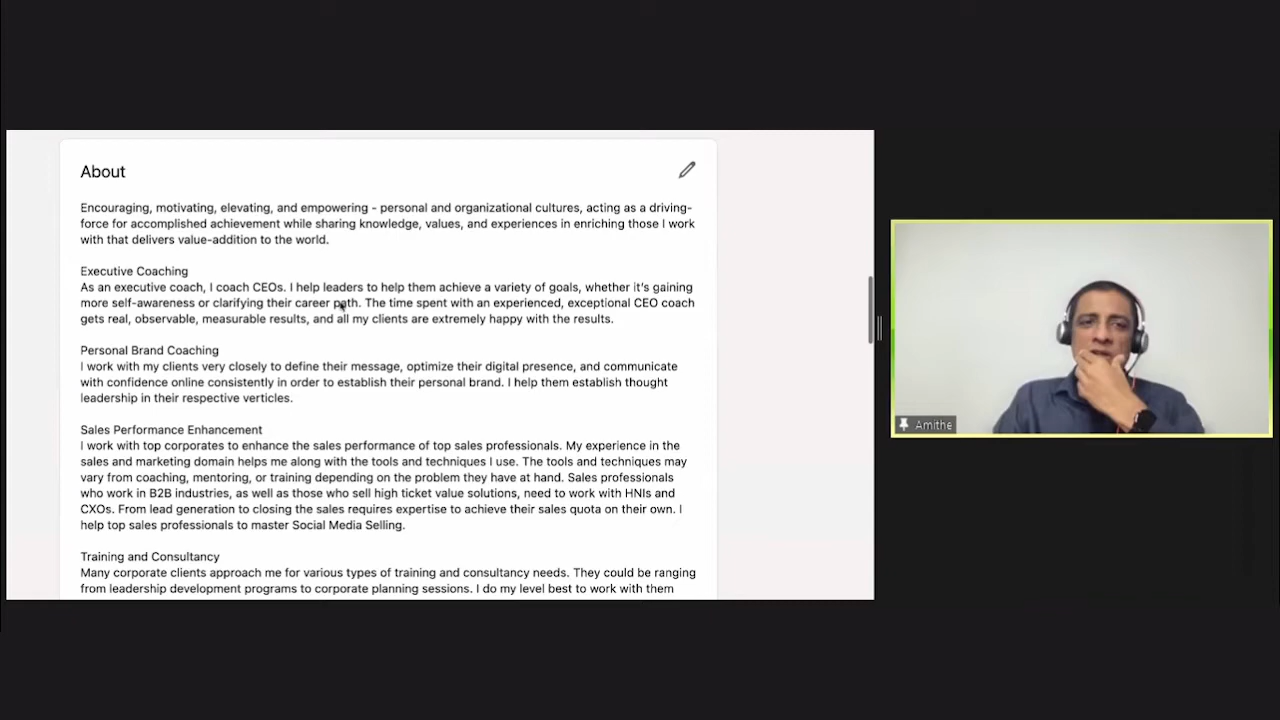 About
Encouraging, motivating, elevating, and empowering - personal and organizational cultures, acting as a driving-
force for accomplished achievement while sharing knowledge, values, and experiences in enriching those I work
with that delivers value-addition to the world.
Executive Coaching
As an executive coach, I coach CEOs. I help leaders to help them achieve a variety of goals, whether it's gaining
more self-awareness or clarifying their career path. The time spent with an experienced, exceptional CEO coach
gets real, observable, measurable results, and all my clients are extremely happy with the results.
Personal Brand Coaching
I work with my clients very closely to define their message, optimize their digital presence, and communicate
with confidence online consistently in order to establish their personal brand. I help them establish thought
leadership in their respective verticles.
Sales Performance Enhancement
I work with top corporates to enhance the sales performance of top sales professionals. My experience in the
sales and marketing domain helps me along with the tools and techniques I use. The tools and techniques may
vary from coaching, mentoring, or training depending on the problem they have at hand. Sales professionals
who work in B2B industries, as well as those who sell high ticket value solutions, need to work with HNIs and
CXOs. From lead generation to closing the sales requires expertise to achieve their sales quota on their own. I
help top sales professionals to master Social Media Selling.
Training and Consultancy
Many corporate clients approach me for various types of training and consultancy needs. They could be ranging
from leadership development programs to corporate planning sessions. I do my level best to work with them
Amithe